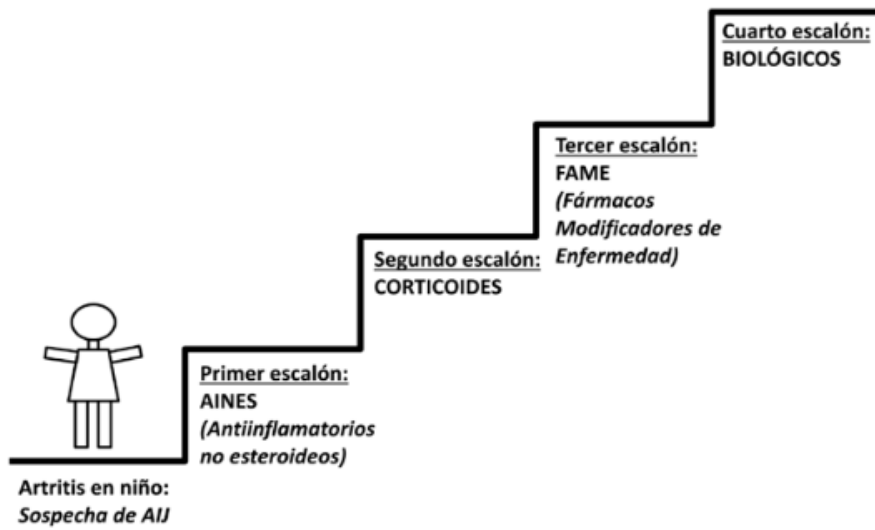 Cuarto escalón:
BIOLÓGICOS
Tercer escalón:
FAME
(Fármacos
Modificadores de
Enfermedad)
Segundo escalón:
CORTICOIDES
Primer escalón:
AINES
(Antiinflamatorios
no esteroideos)
Artritis en niño:
Sospecha de AIJ